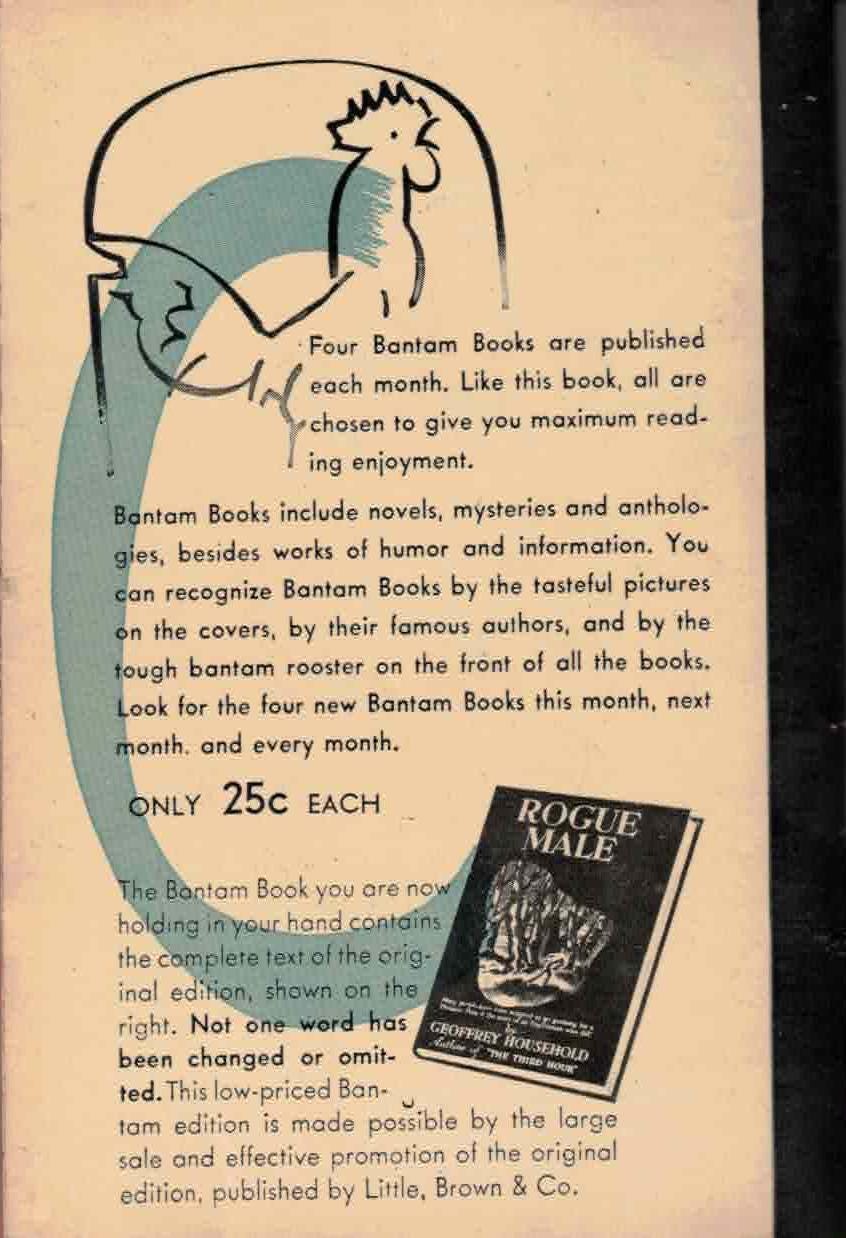 Four Bantam Books are published
each month. Like this book, all are
chosen to give you maximum read-
ing enjoyment.
Bantam Books include novels, mysteries and antholo-
gies, besides works of humor and information. You
can recognize Bantam Books by the tasteful pictures
on the covers, by their famous authors, and by the
tough bantam rooster on the front of all the books.
Look for the four new Bantam Books this month, next
month. and every month.
ONLY 25c EACH
The Bantam Book you are now
holding in your hand contains
the complete text of the orig-
inal edition, shown on the
right. Not one word has
been changed or omit-
ted. This low-priced Ban-
tam edition is made possible by the large
sale and effective promotion of the original
edition, published by Little, Brown & Co.
ROGUE
MALE
by
GEOFFREY HOUSEHOLD
Author of "THE THIRD HOUR"